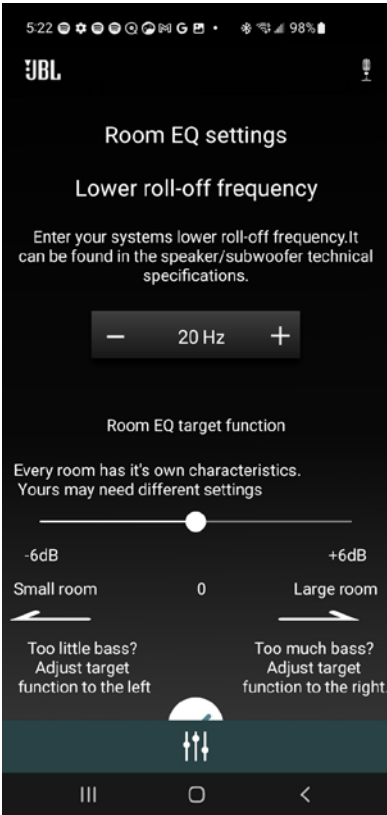 5:22 98%
JBL
Room EQ settings
Lower roll-off frequency
Enter your systems lower roll-off frequency.It
can be found in the speaker/subwoofer technical
specifications.
− 20 Hz +
Room EQ target function
Every room has it's own characteristics.
Yours may need different settings
-6dB +6dB
Small room 0 Large room
Too little bass? Too much bass?
Adjust target Adjust target
function to the left function to the right.